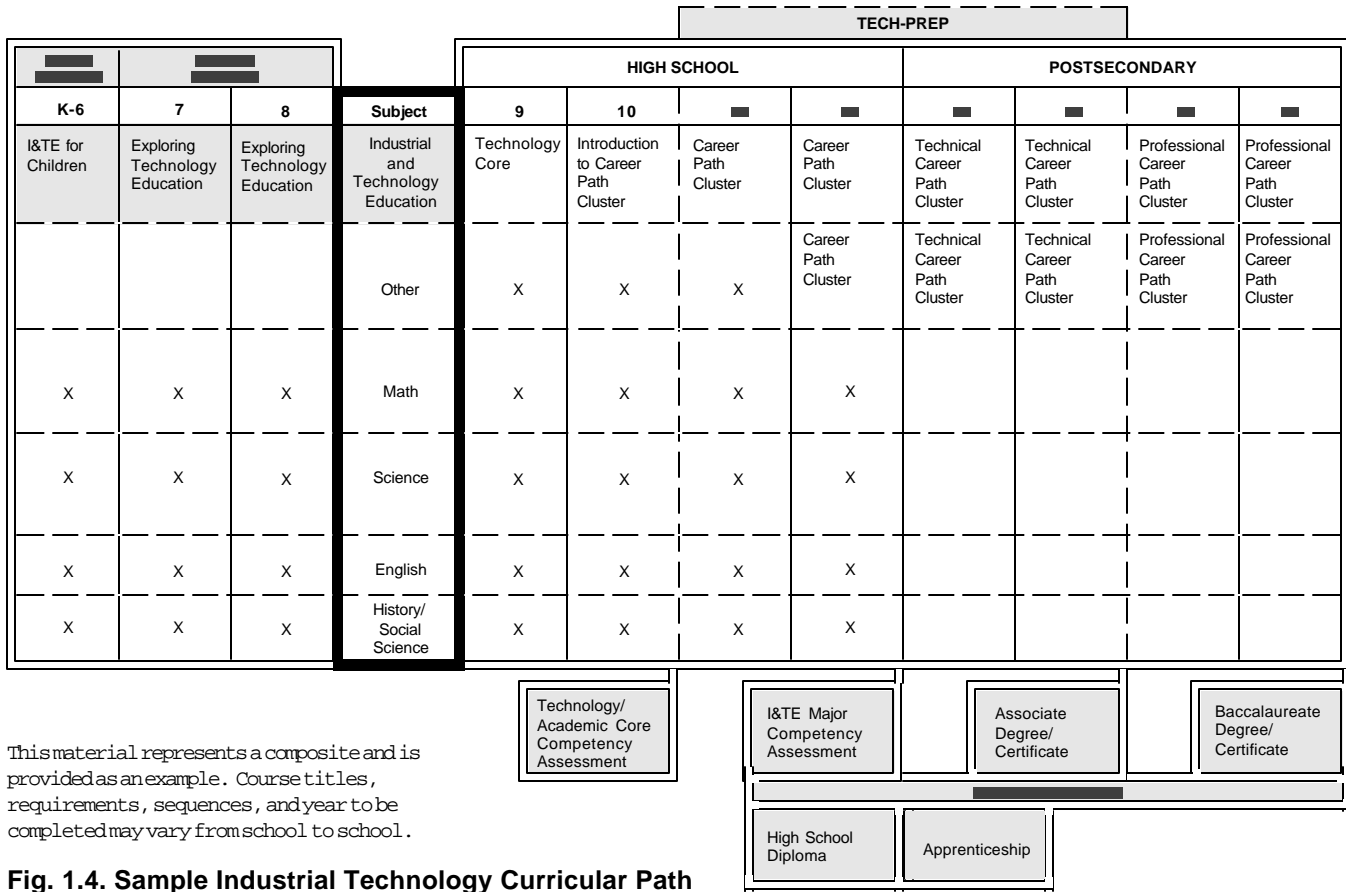 TECH-PREP
HIGH SCHOOL
POSTSECONDARY
K-6
7
8
Subject
9
10
I&TE for
Children
Exploring
Technology
Education
Exploring
Technology
Education
Industrial
and
Technology
Education
Technology
Core
Introduction
to Career
Path
Cluster
Career
Path
Cluster
Career
Path
Cluster
Technical
Career
Path
Cluster
Technical
Career
Path
Cluster
Professional
Career
Path
Cluster
Professional
Career
Path
Cluster
Other
X
X
X
Career
Path
Cluster
Technical
Career
Path
Cluster
Technical
Career
Path
Cluster
Professional
Career
Path
Cluster
Professional
Career
Path
Cluster
X
X
X
Math
X
X
X
X
X
X
X
Science
X
X
X
X
X
X
X
English
X
X
X
X
X
X
X
History/
Social
Science
X
X
X
X
Technology/
Academic Core
Competency
Assessment
I&TE Major
Competency
Assessment
Associate
Degree/
Certificate
Baccalaureate
Degree/
Certificate
High School
Diploma
Apprenticeship
This material represents a composite and is
provided as an example. Course titles,
requirements, sequences, and year to be
completed may vary from school to school.
Fig. 1.4. Sample Industrial Technology Curricular Path